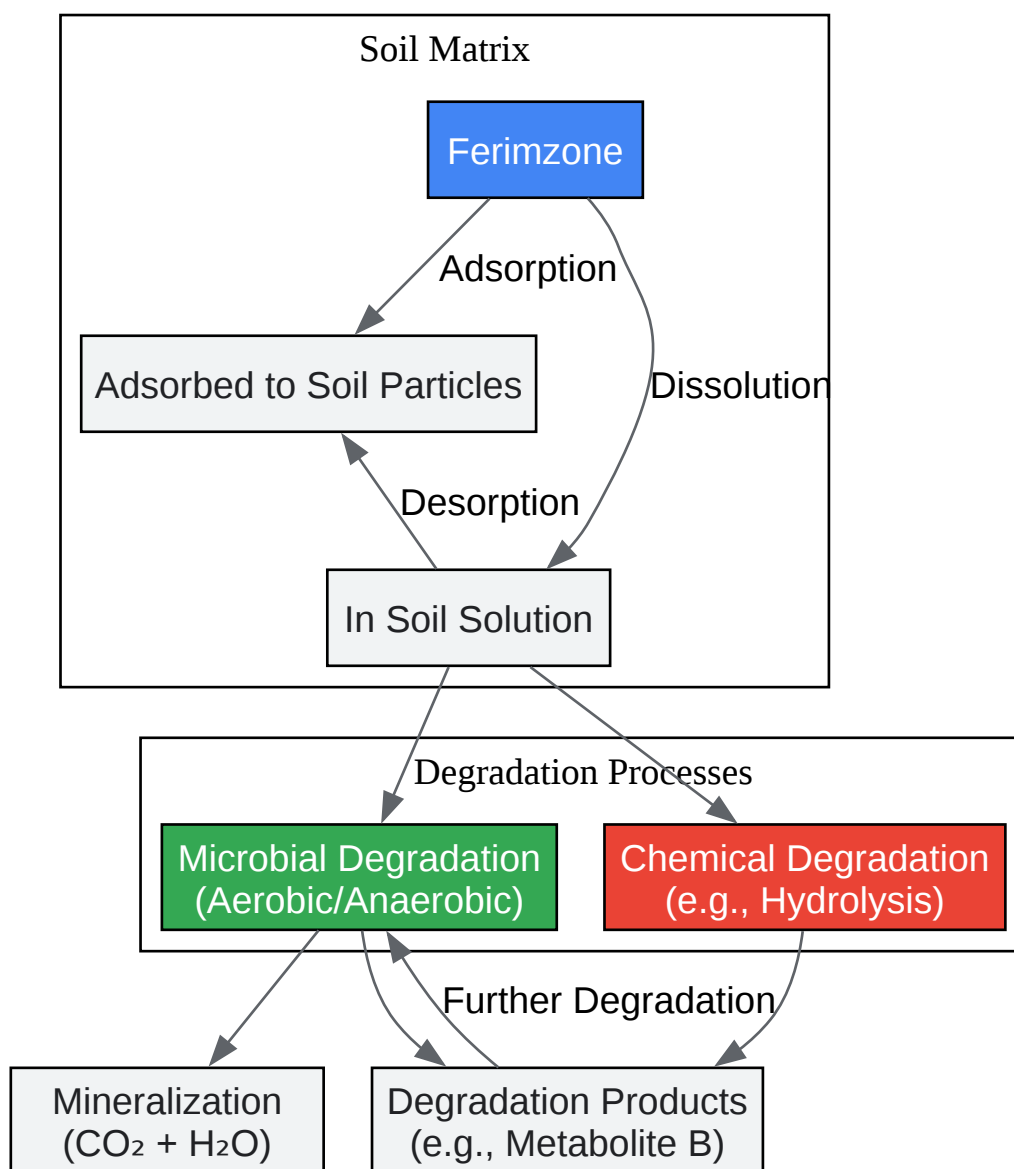 Soil Matrix
Ferimzone
Adsorption
Adsorbed to Soil Particles
Dissolution
Desorption
In Soil Solution
Degradation Processes
Microbial Degradation
(Aerobic/Anaerobic)
Chemical Degradation
(e.g., Hydrolysis)
Further Degradation
Mineralization
(CO₂ + H₂O)
Degradation Products
(e.g., Metabolite B)